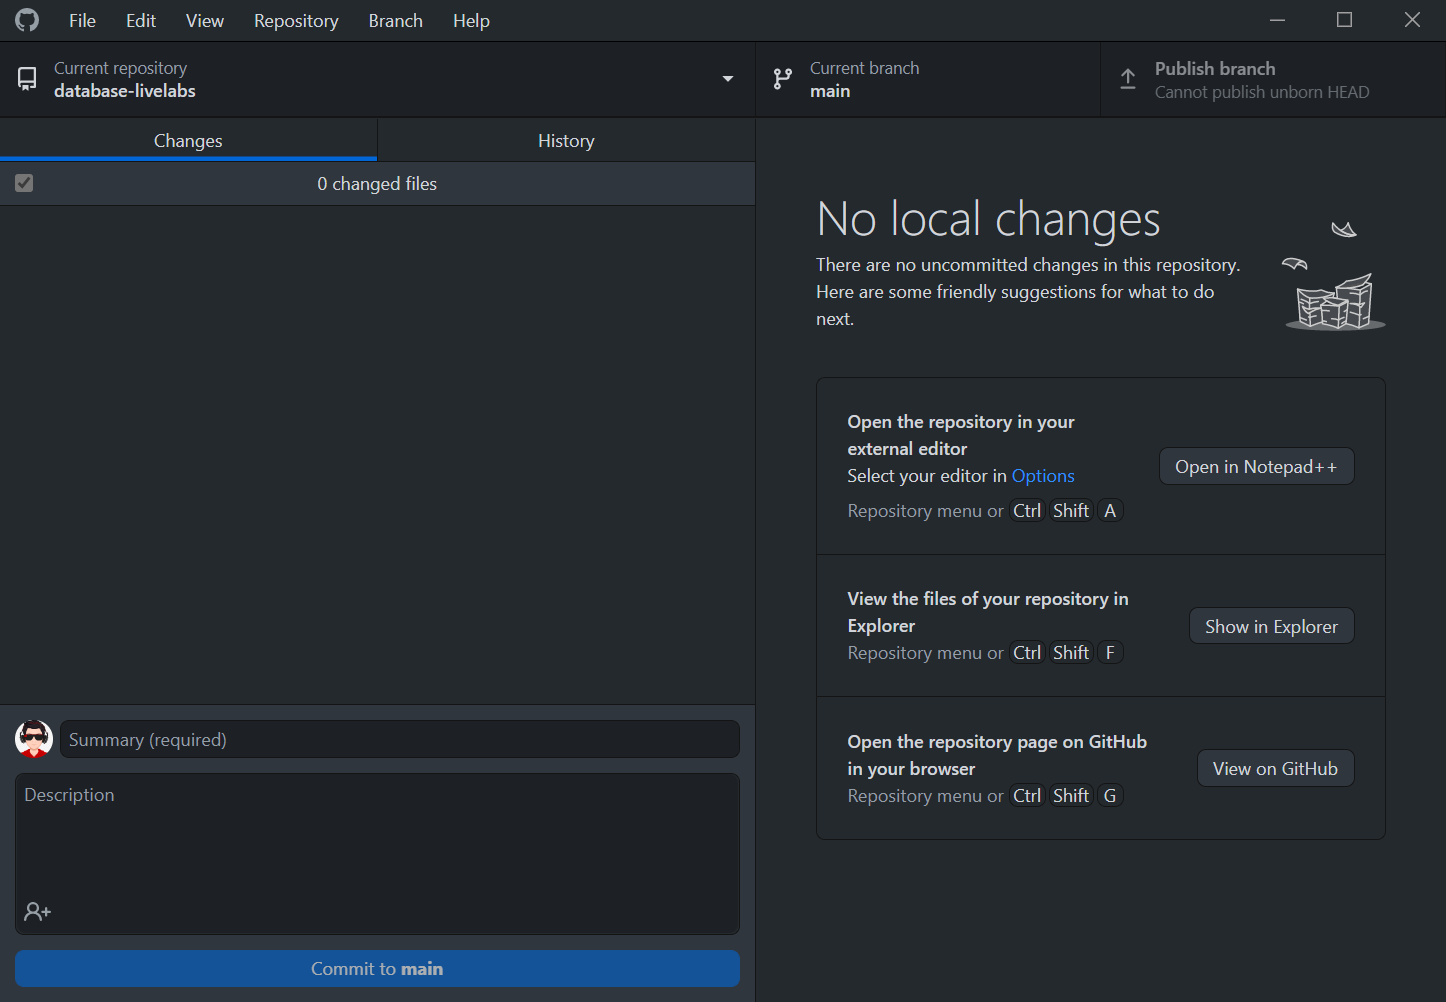 File Edit View Repository Branch Help
Current repository
database-livelabs
Current branch
main
Publish branch
Cannot publish unborn HEAD
Changes
History
0 changed files
No local changes
There are no uncommitted changes in this repository.
Here are some friendly suggestions for what to do
next.
Open the repository in your
external editor
Select your editor in Options
Repository menu or Ctrl Shift A
Open in Notepad++
View the files of your repository in
Explorer
Repository menu or Ctrl Shift F
Show in Explorer
Open the repository page on GitHub
in your browser
Repository menu or Ctrl Shift G
View on GitHub
Summary (required)
Description
Commit to main